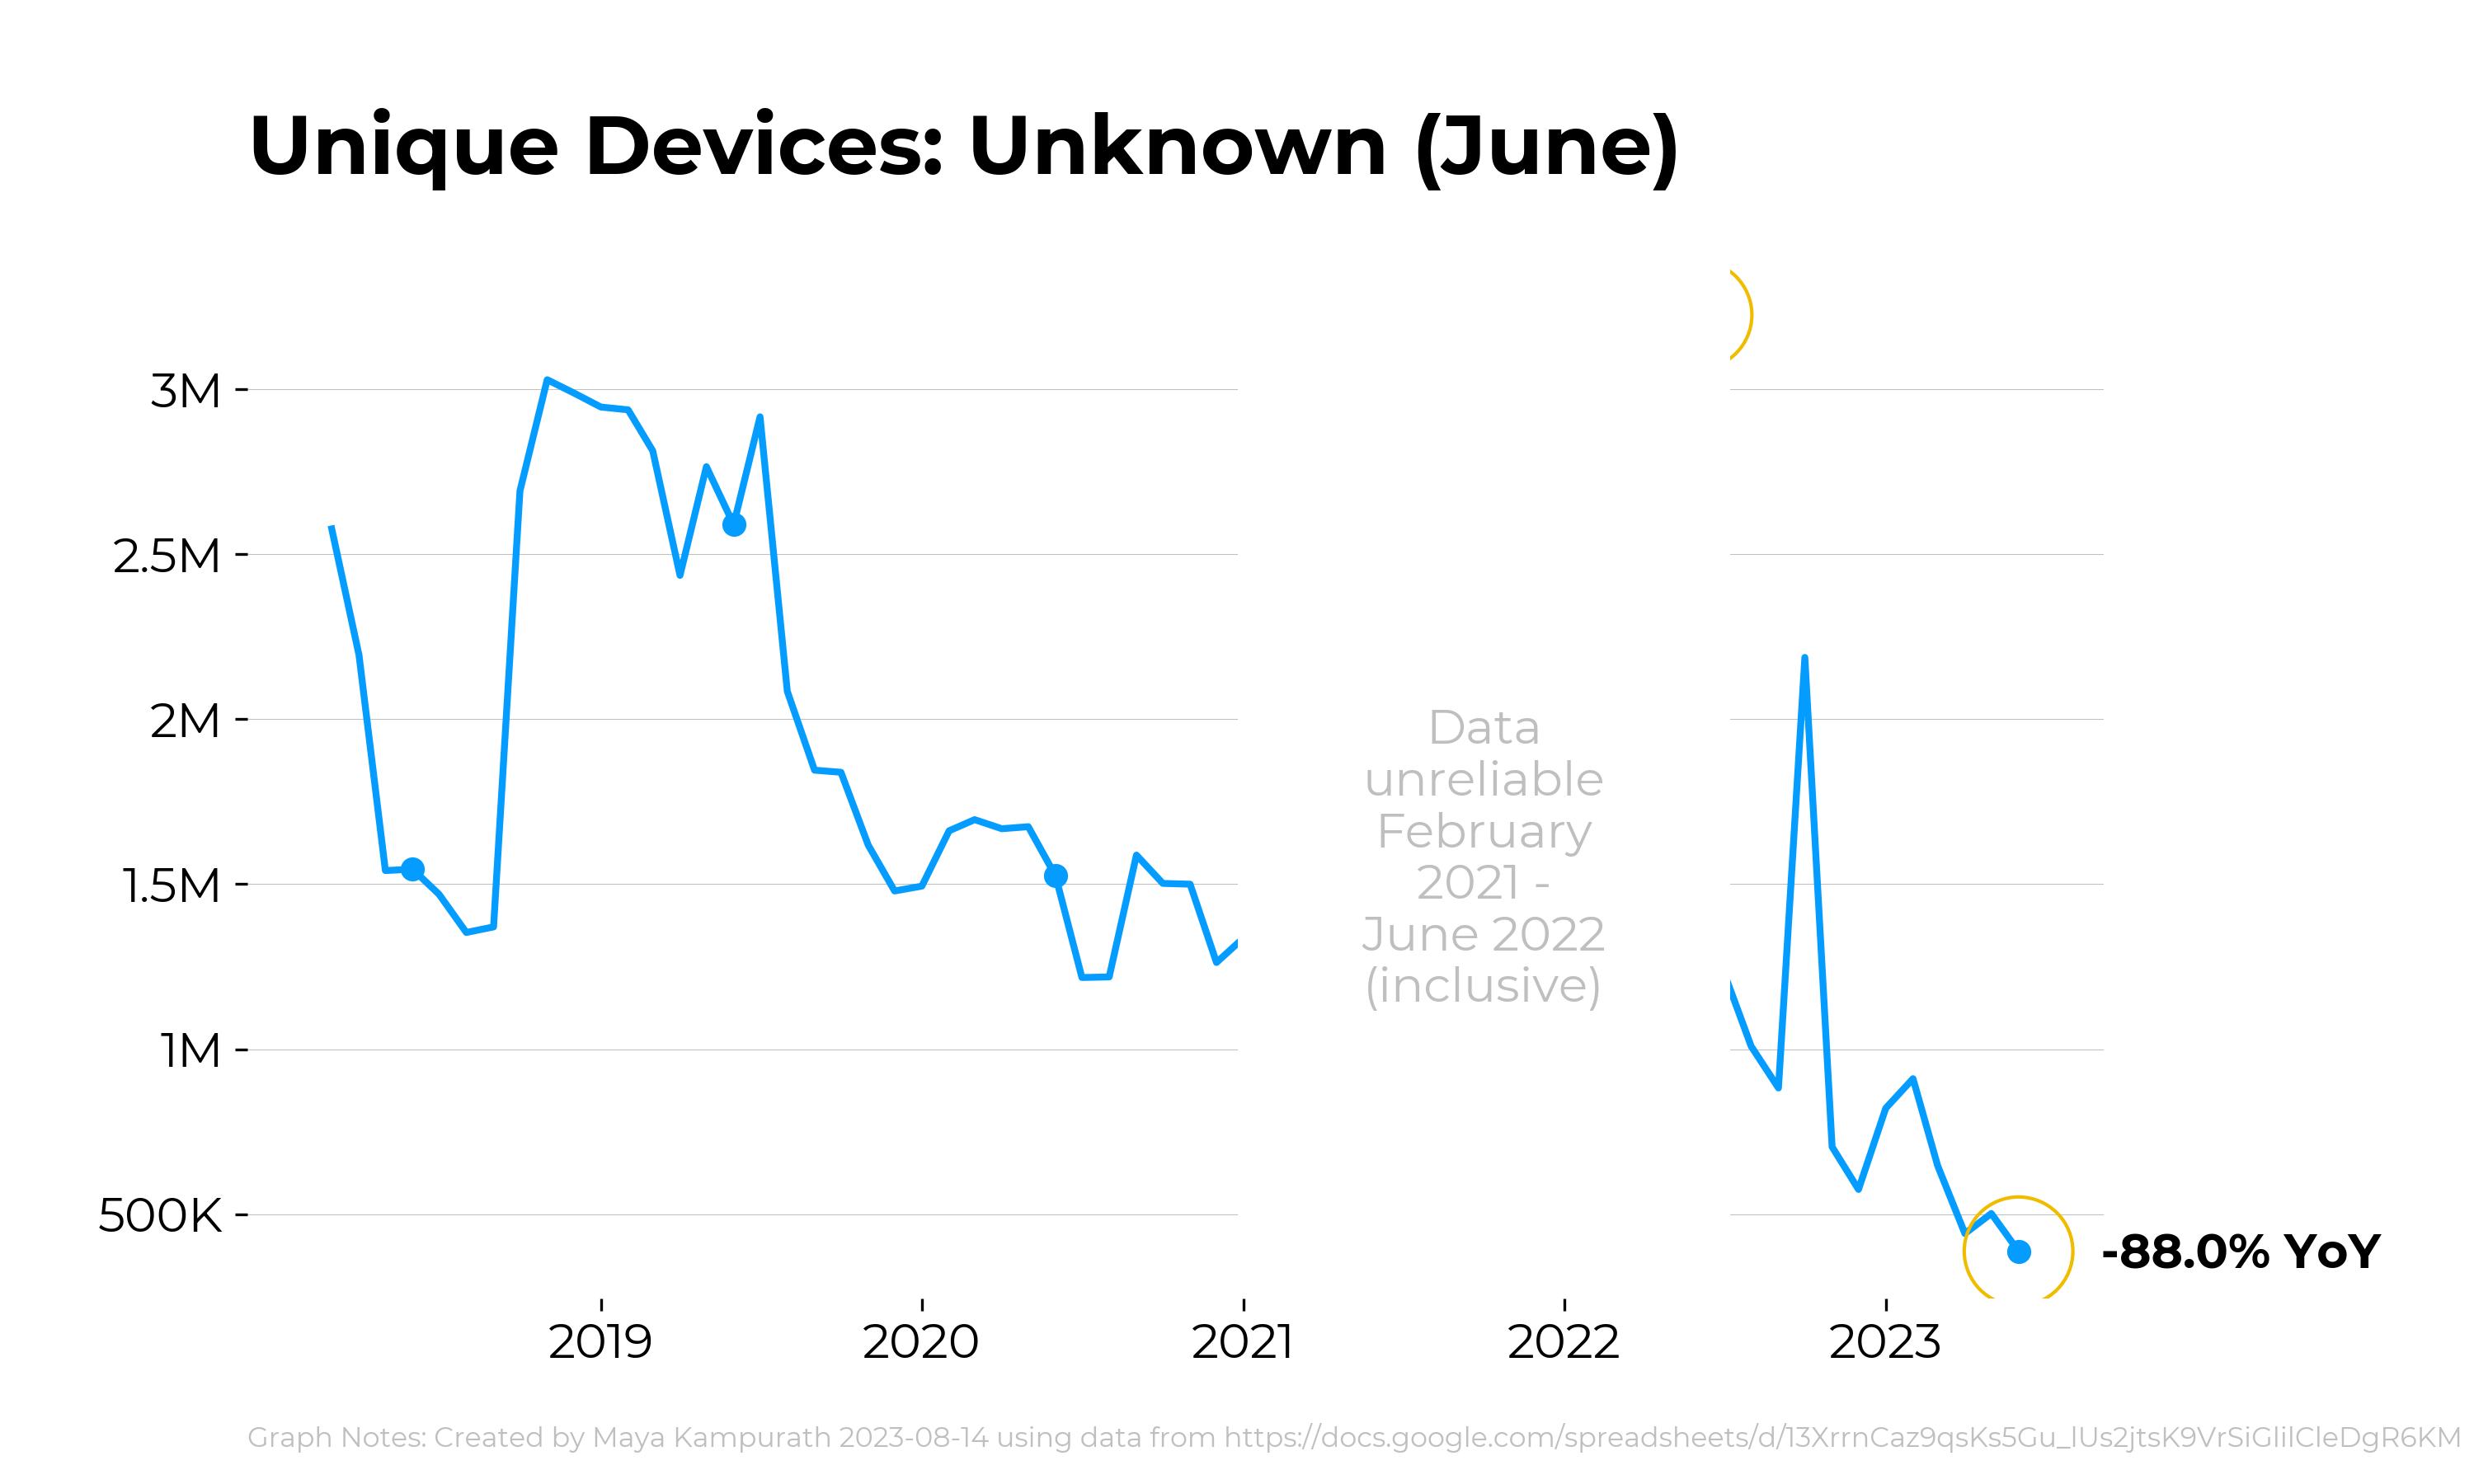 Unique Devices: Unknown (June)
3M
2.5M
2M
1.5M
1M
500K
Data
unreliable
February
2021 -
June 2022
(inclusive)
-88.0% YoY
2019
2020
2021
2022
2023
Graph Notes: Created by Maya Kampurath 2023-08-14 using data from https://docs.google.com/spreadsheets/d/13XrrnCaz9qsKs5Gu_lUs2jtsK9VrSiGlilCleDgR6KM